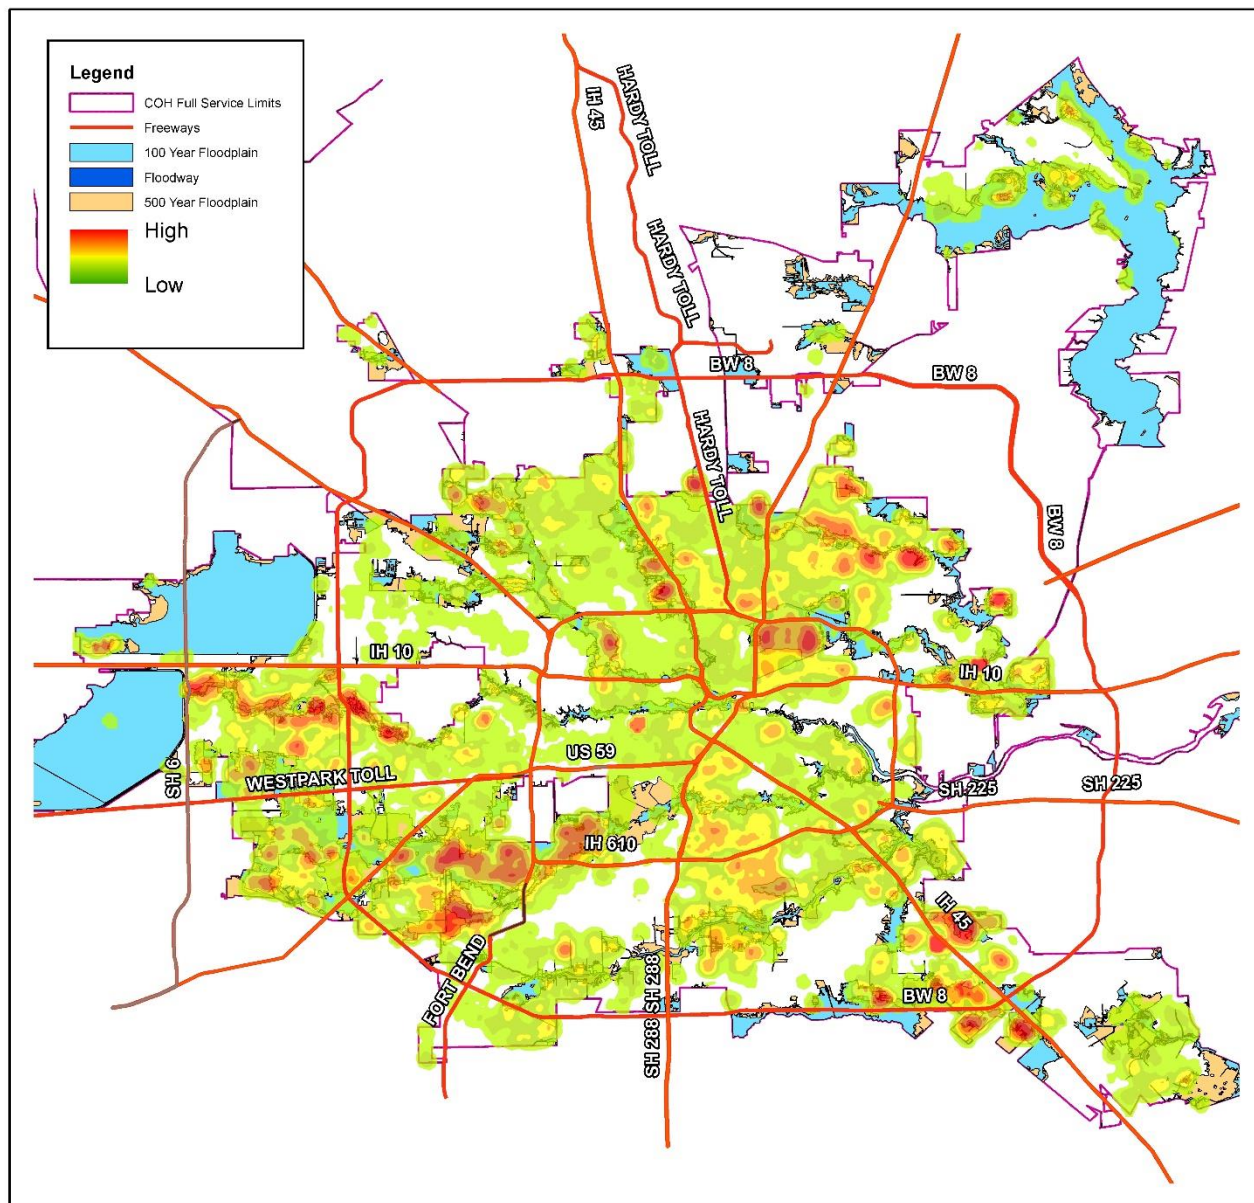 Legend
COH Full Service Limits
Freeways
100 Year Floodplain
Floodway
500 Year Floodplain
High
Low
HARDY TOLL
IH 45
HARDY TOLL
BW 8
BW 8
HARDY TOLL
BW 8
IH 10
IH 10
US 59
SH 6
WESTPARK TOLL
SH 225
SH 225
IH 610
IH 45
FORT BEND
SH 288
SH 288
BW 8